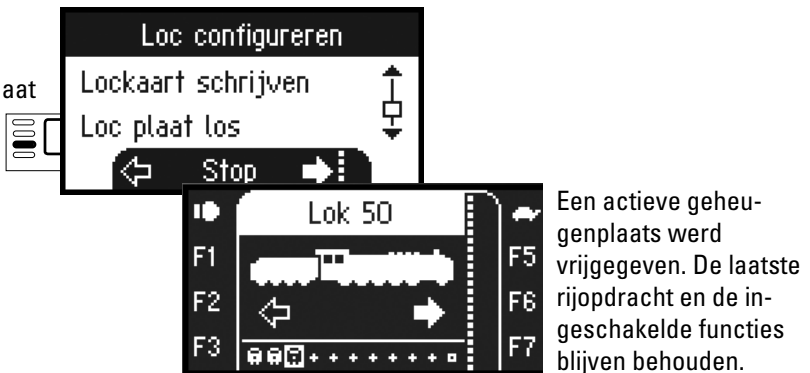 Loc configureren
aat
Lockaart schrijven
Loc plaat los
Stop
Lok 50
F1
F2
F3
F5
F6
F7
Een actieve geheu-
genplaats werd
vrijgegeven. De laatste
rijopdracht en de in-
geschakelde functies
blijven behouden.